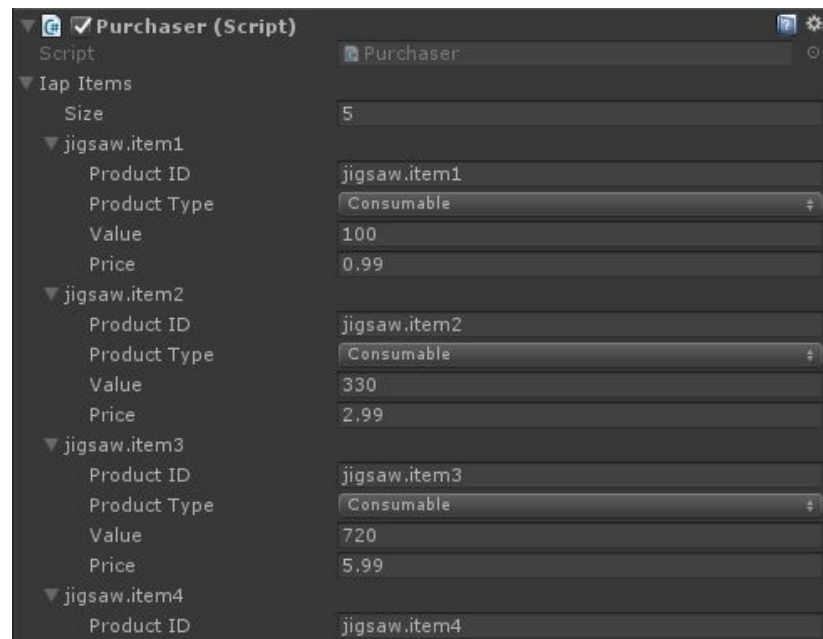 Purchaser (Script)
Script Purchaser
Iap Items
Size 5
jigsaw.item1
Product ID jigsaw.item1
Product Type Consumable
Value 100
Price 0.99
jigsaw.item2
Product ID jigsaw.item2
Product Type Consumable
Value 330
Price 2.99
jigsaw.item3
Product ID jigsaw.item3
Product Type Consumable
Value 720
Price 5.99
jigsaw.item4
Product ID jigsaw.item4